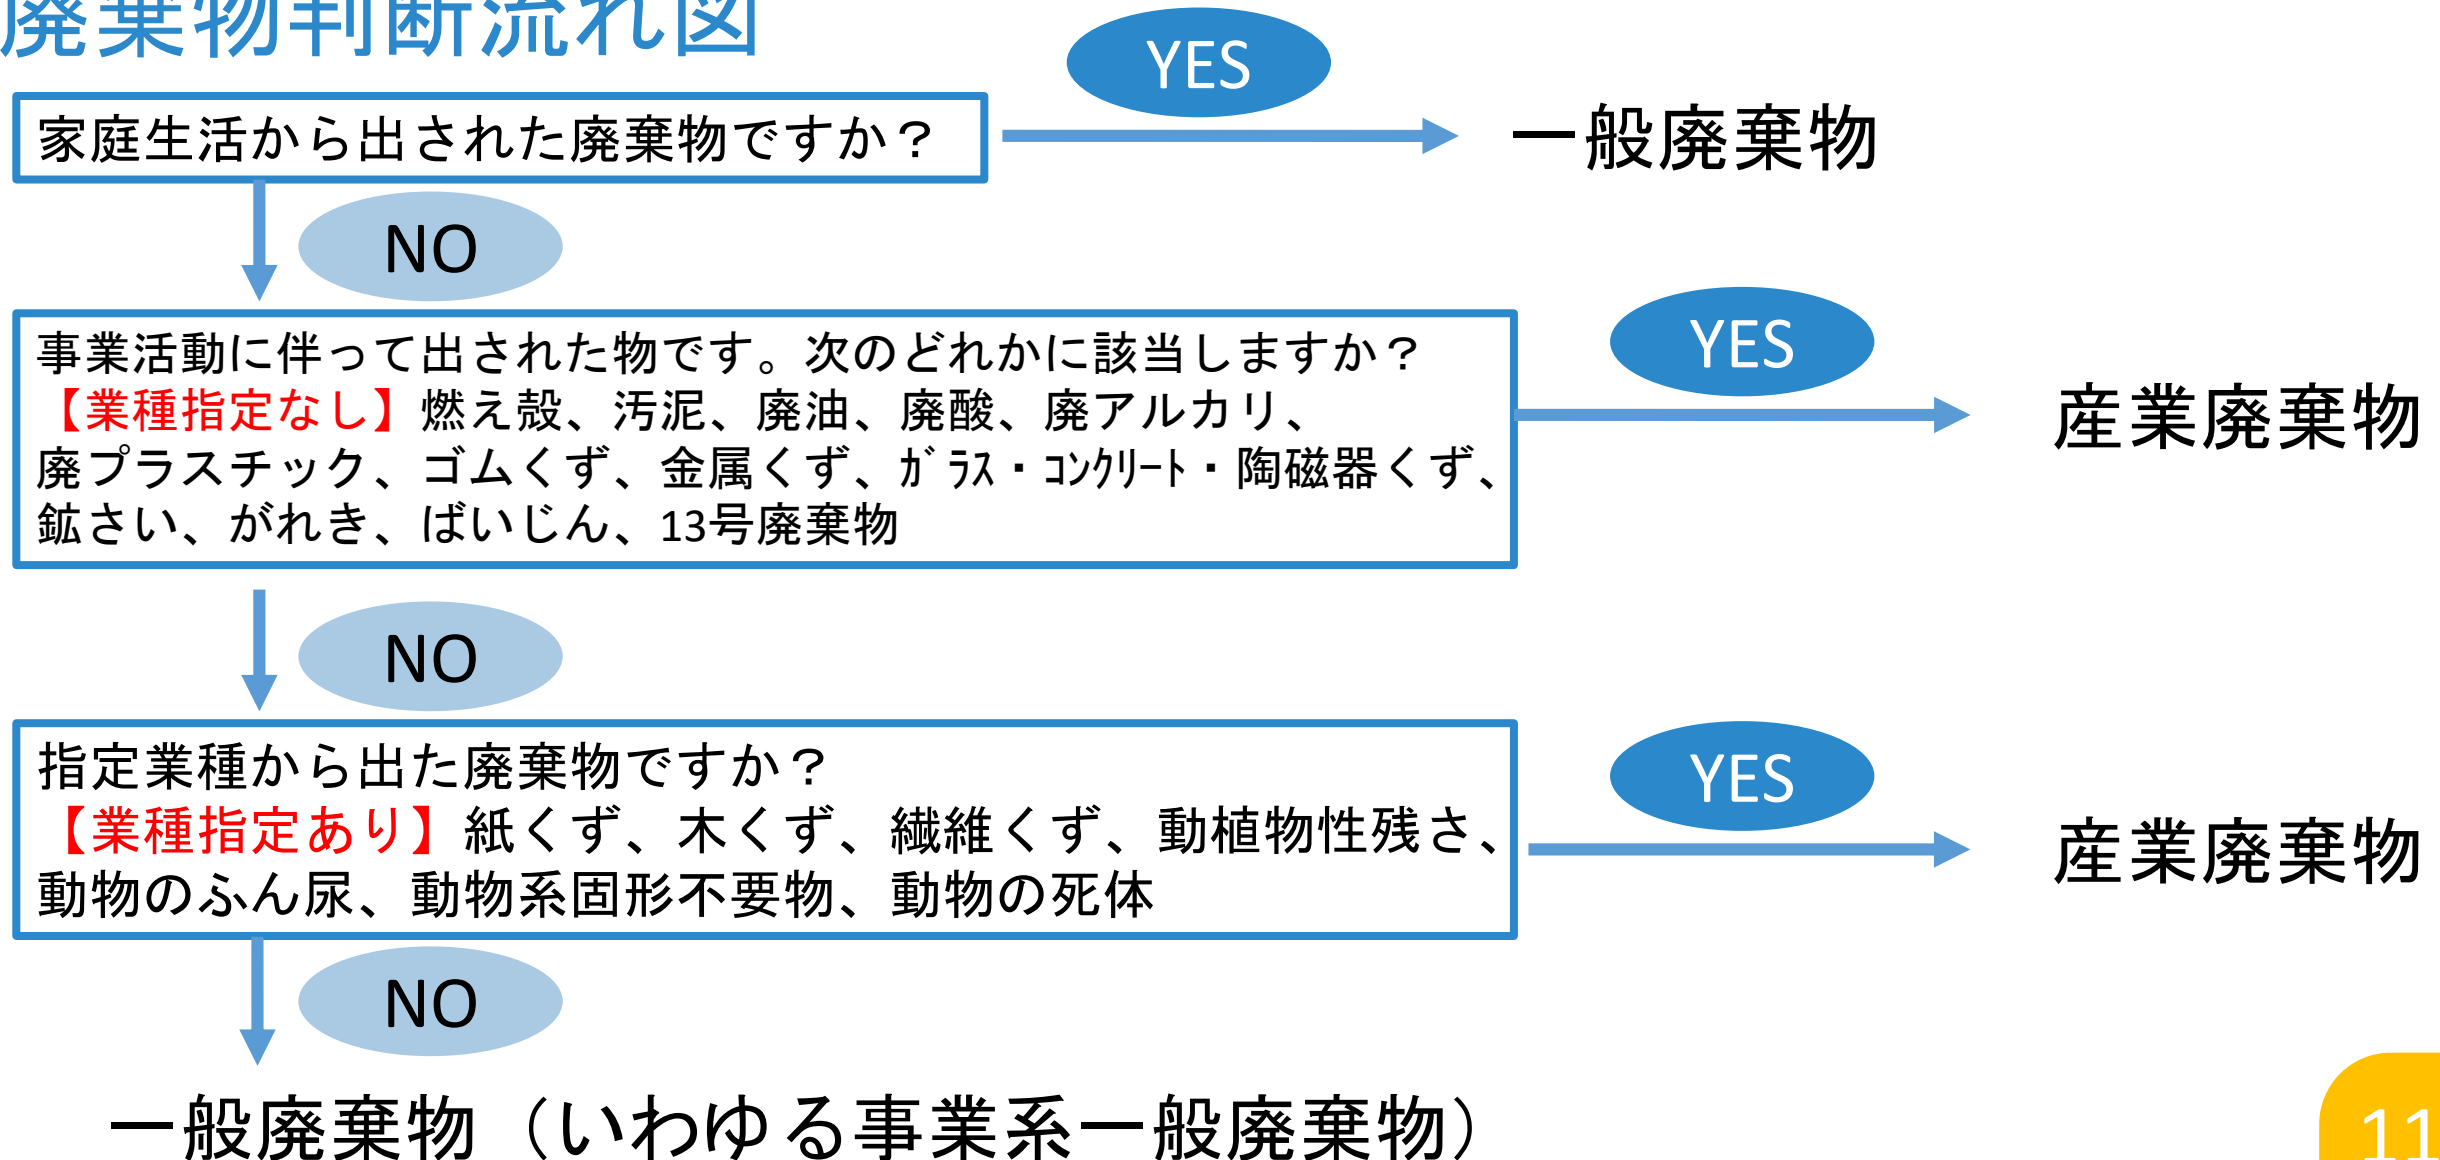 廃棄物判断流れ図
家庭生活から出された廃棄物ですか？
YES
一般廃棄物
NO
事業活動に伴って出された物です。次のどれかに該当しますか？
【業種指定なし】燃え殻、汚泥、廃油、廃酸、廃アルカリ、
廃プラスチック、ゴムくず、金属くず、ｶﾞﾗｽ・ｺﾝｸﾘｰﾄ・陶磁器くず、
鉱さい、がれき、ばいじん、13号廃棄物
YES
産業廃棄物
NO
指定業種から出た廃棄物ですか？
【業種指定あり】紙くず、木くず、繊維くず、動植物性残さ、
動物のふん尿、動物系固形不要物、動物の死体
YES
産業廃棄物
NO
一般廃棄物（いわゆる事業系一般廃棄物）
11